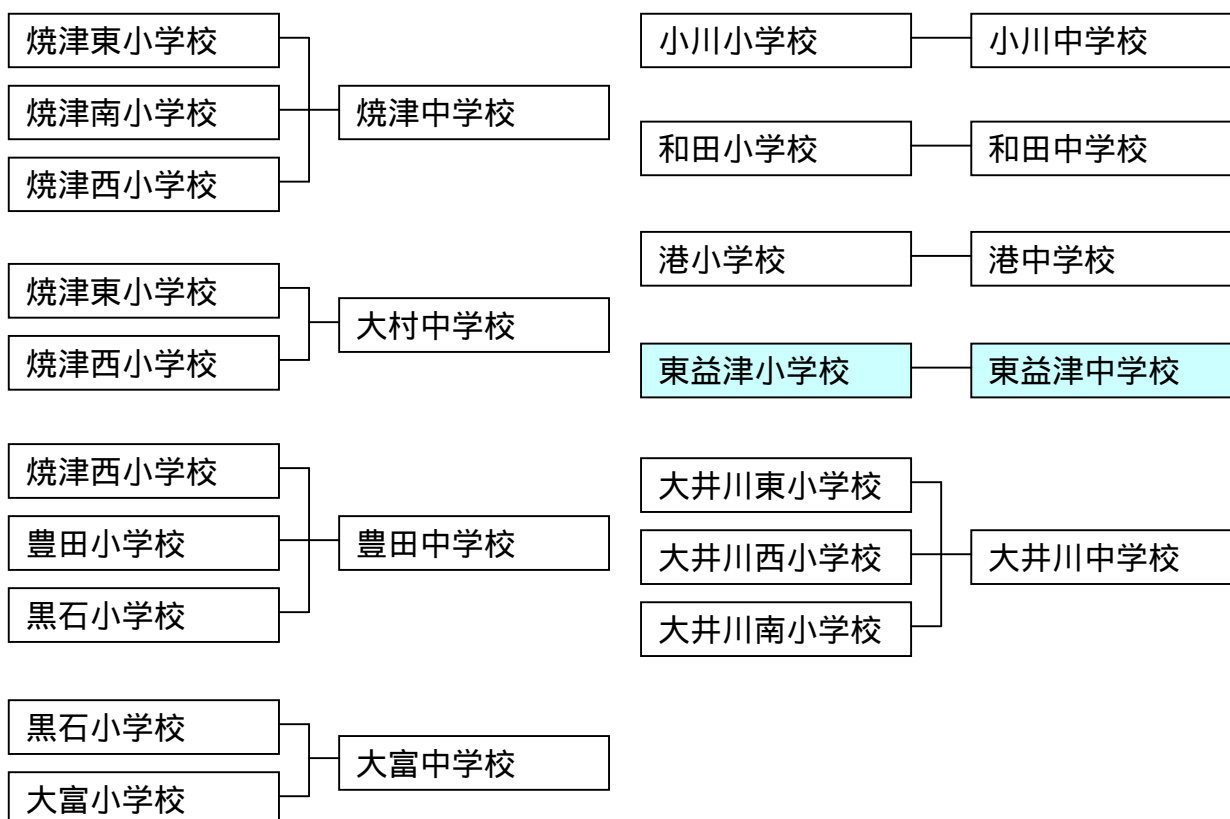 焼津東小学校
焼津南小学校
焼津西小学校
焼津中学校
焼津東小学校
焼津西小学校
大村中学校
焼津西小学校
豊田小学校
黒石小学校
豊田中学校
黒石小学校
大富小学校
大富中学校
小川小学校
小川中学校
和田小学校
和田中学校
港小学校
港中学校
東益津小学校
東益津中学校
大井川東小学校
大井川西小学校
大井川南小学校
大井川中学校